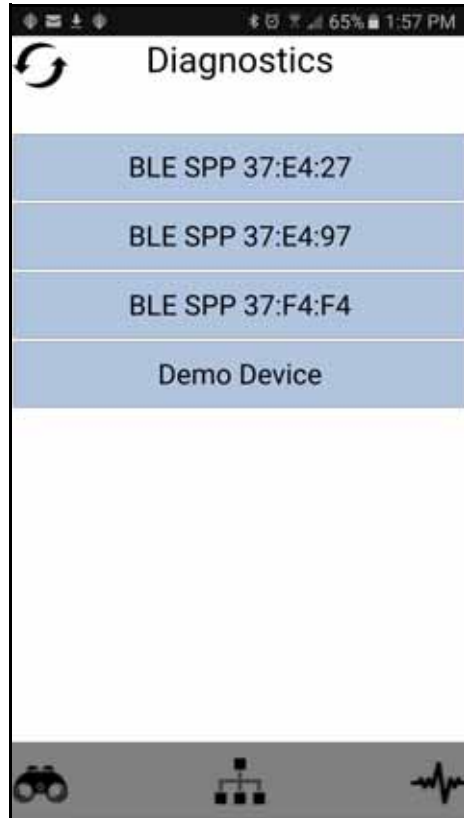 65% 1:57 PM
Diagnostics
BLE SPP 37:E4:27
BLE SPP 37:E4:97
BLE SPP 37:F4:F4
Demo Device